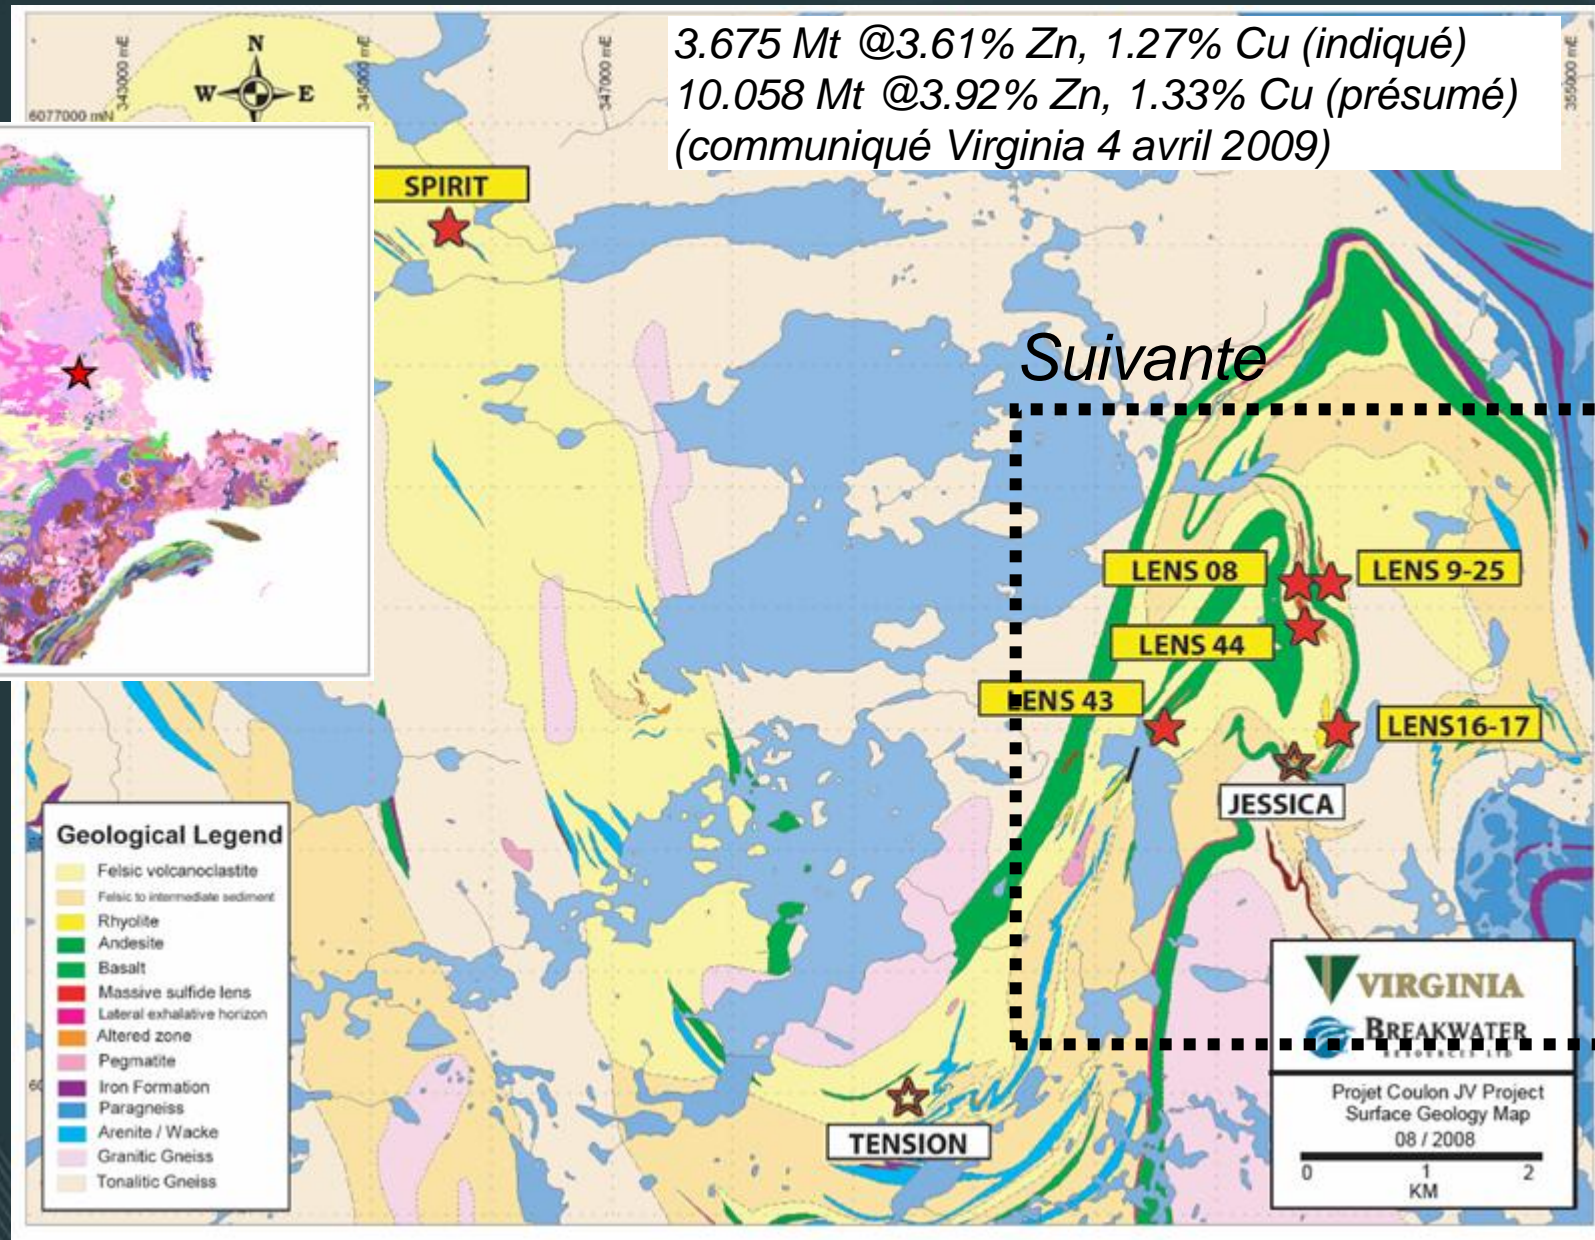 3.675 Mt @3.61% Zn, 1.27% Cu (indiqué)
10.058 Mt @3.92% Zn, 1.33% Cu (présumé)
(communiqué Virginia 4 avril 2009)
343000 mE
345000 mE
347000 mE
355000 mE
6077000 mN
N
W
E
SPIRIT
Suivante
LENS 08
LENS 9-25
LENS 44
LENS 43
LENS16-17
JESSICA
TENSION
Geological Legend
Felsic volcanoclastite
Felsic to intermediate sediment
Rhyolite
Andesite
Basalt
Massive sulfide lens
Lateral exhalative horizon
Altered zone
Pegmatite
Iron Formation
Paragneiss
Arenite / Wacke
Granitic Gneiss
Tonalitic Gneiss
VIRGINIA
BREAKWATER
RESOURCES LTD
Projet Coulon JV Project
Surface Geology Map
08 / 2008
0 1 2
KM